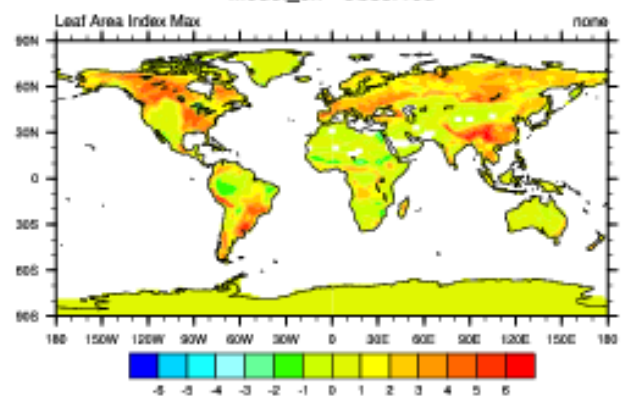 Leaf Area Index Max none
90N
60N
30N
0
30S
60S
90S
180 150W 120W 90W 60W 30W 0 30E 60E 90E 120E 150E 180
-6 -5 -4 -3 -2 -1 0 1 2 3 4 5 6